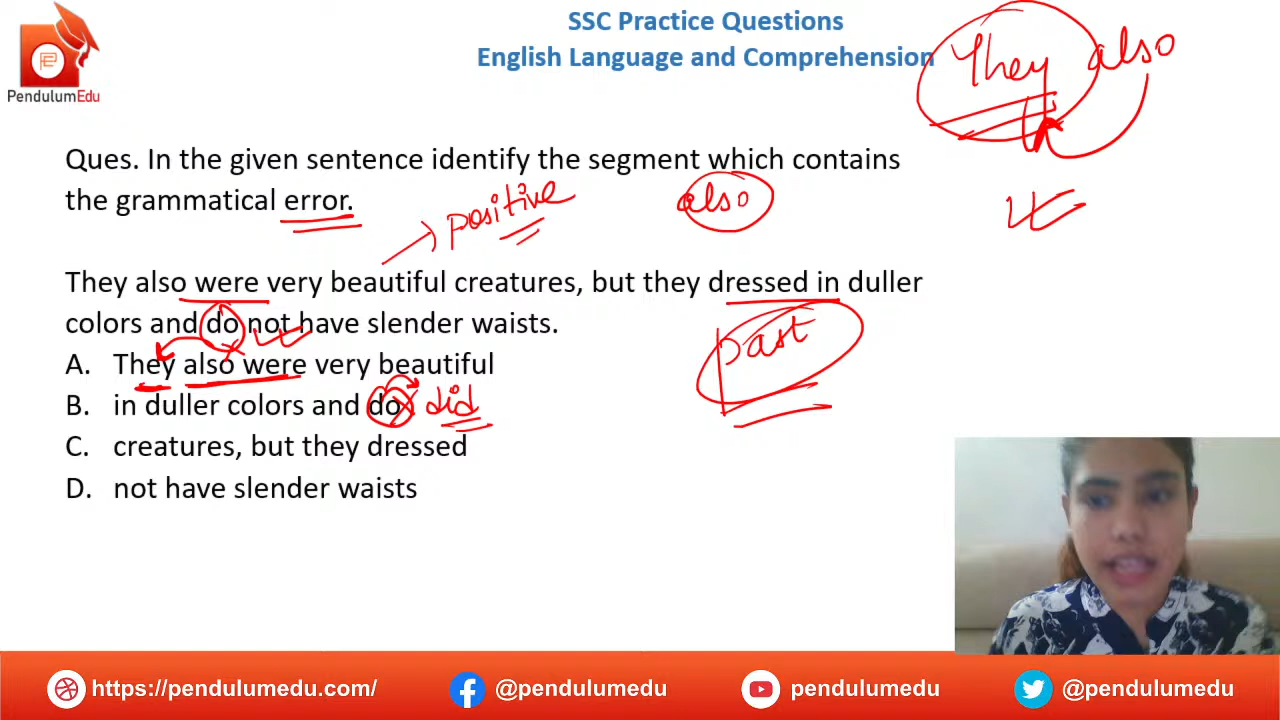 SSC Practice Questions
English Language and Comprehension
They also
PendulumEdu
Ques. In the given sentence identify the segment which contains
the grammatical error.
positive
also
They also were very beautiful creatures, but they dressed in duller
colors and do not have slender waists.
past
A. They also were very beautiful
B. in duller colors and do did
C. creatures, but they dressed
D. not have slender waists
https://pendulumedu.com/ @pendulumedu pendulumedu @pendulumedu